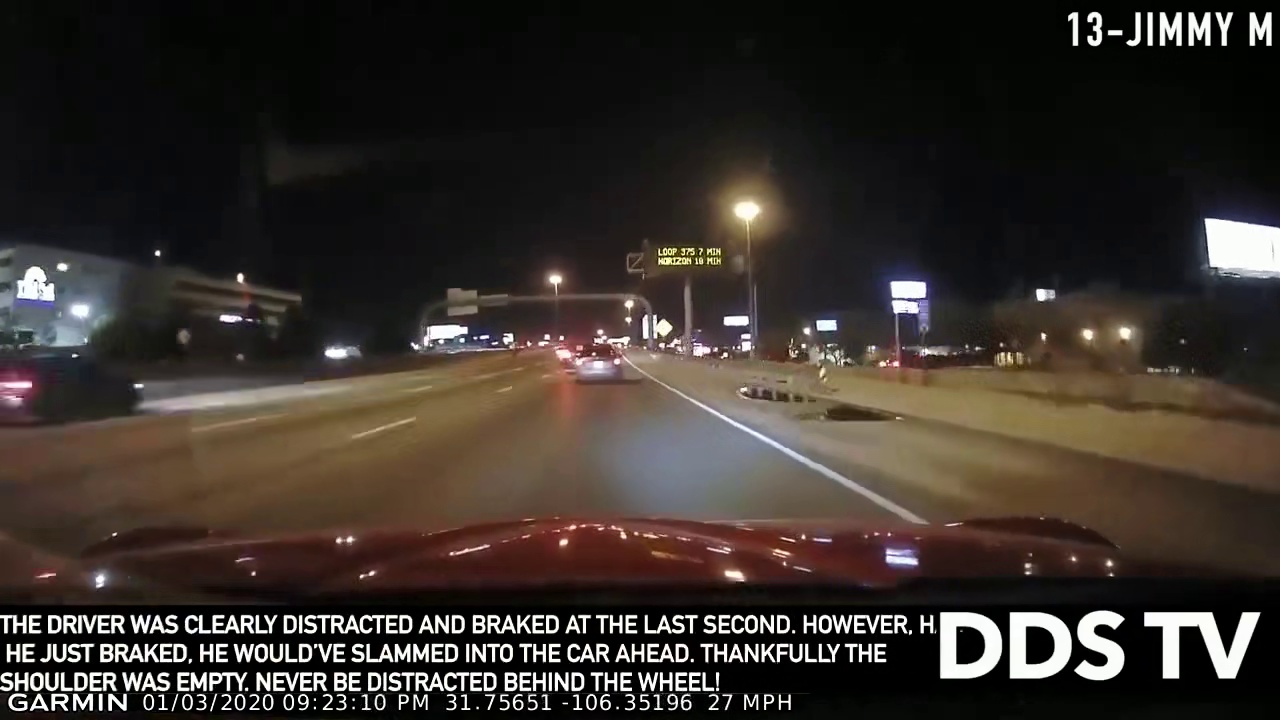 13-JIMMY M
LOOP 375 7 MIN
HORIZON 18 MIN
THE DRIVER WAS CLEARLY DISTRACTED AND BRAKED AT THE LAST SECOND. HOWEVER, H
HE JUST BRAKED, HE WOULD'VE SLAMMED INTO THE CAR AHEAD. THANKFULLY THE
SHOULDER WAS EMPTY. NEVER BE DISTRACTED BEHIND THE WHEEL!
DDS TV
GARMIN 01/03/2020 09:23:10 PM 31.75651 -106.35196 27 MPH